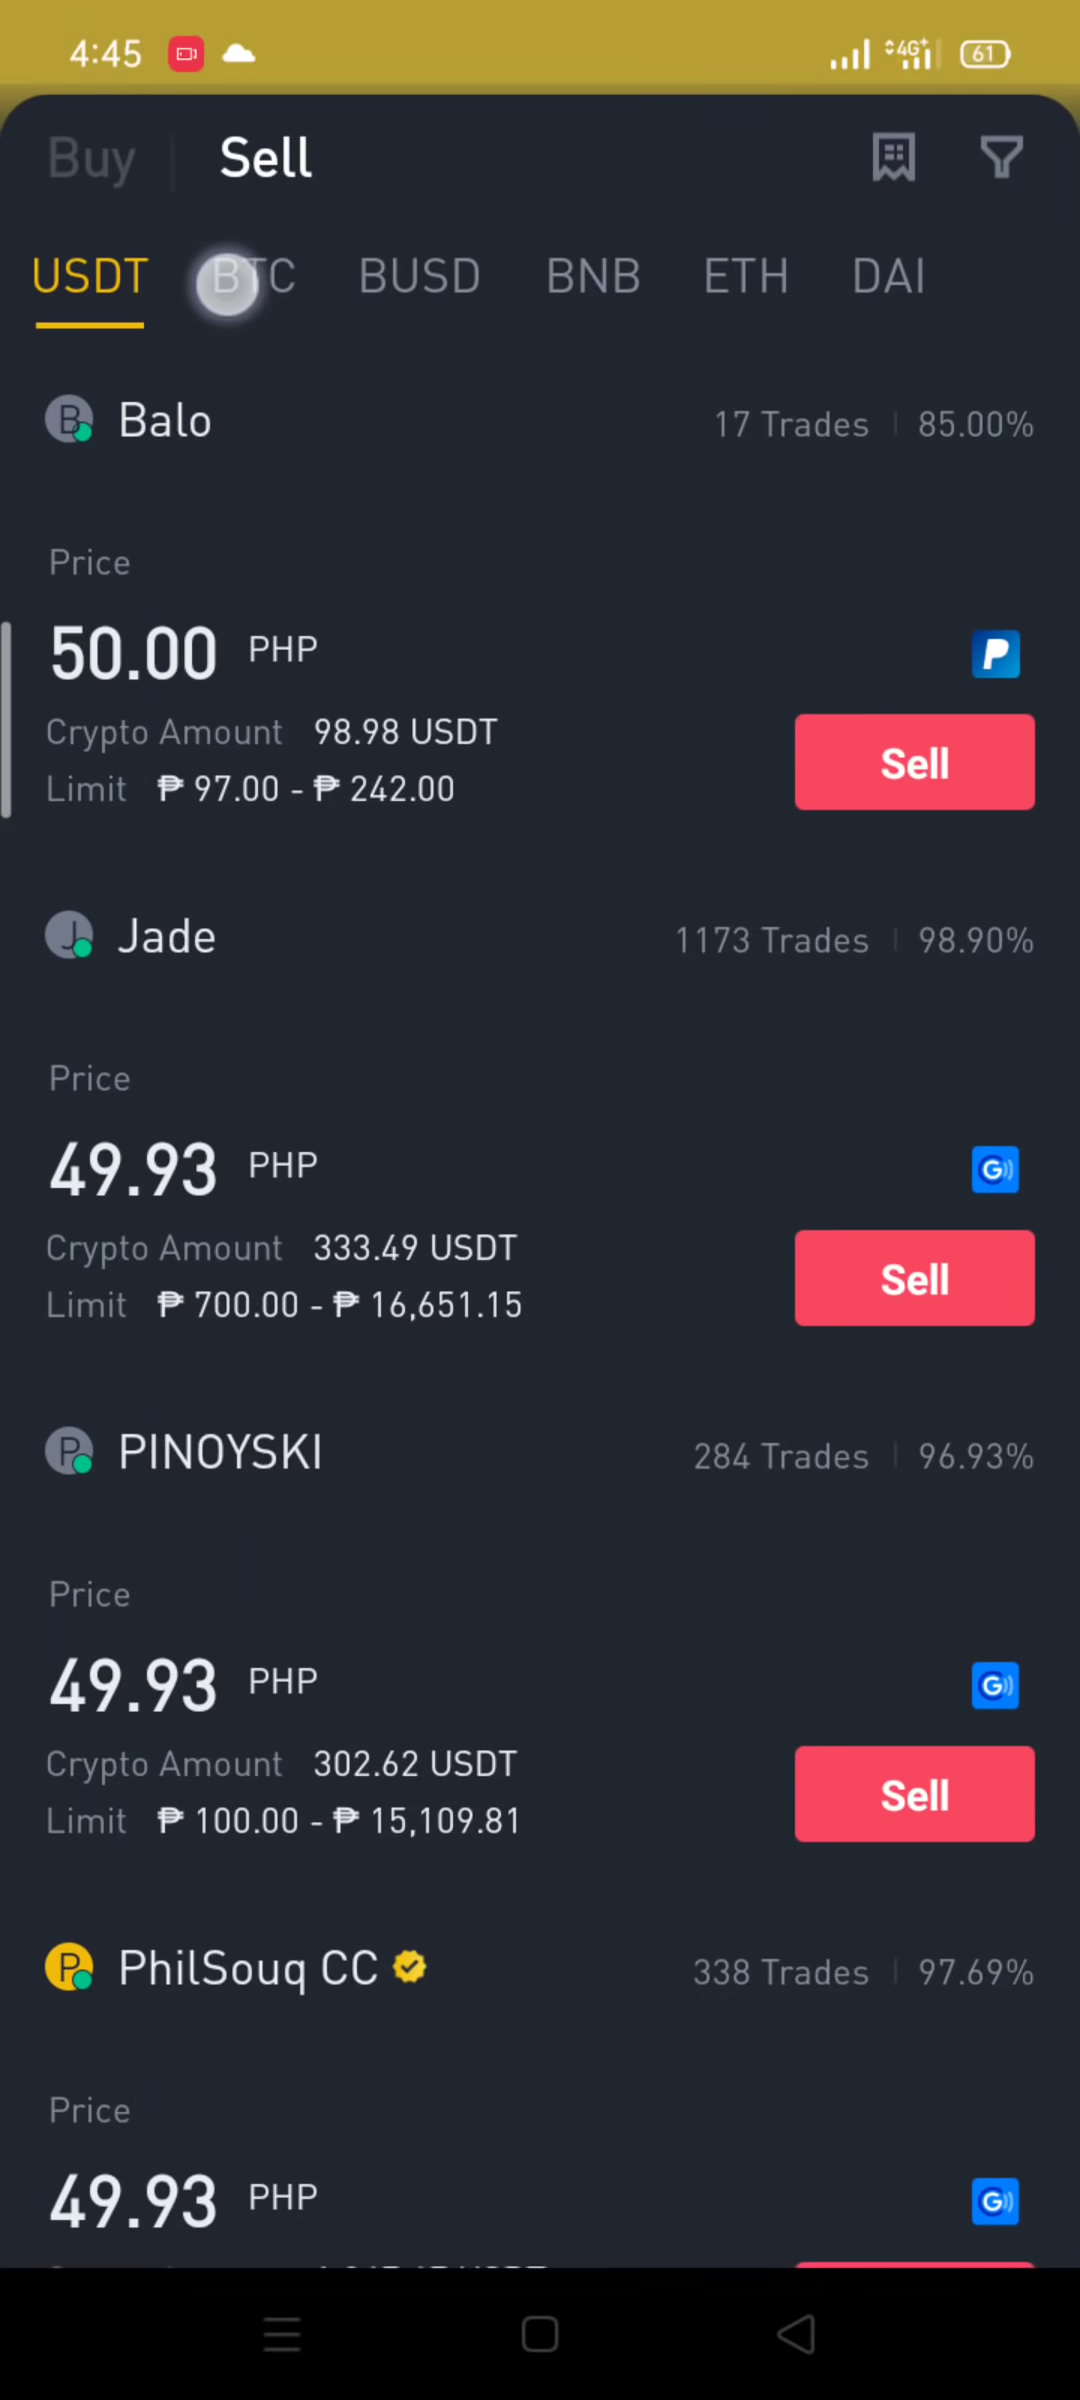 4:45 4G+ 61
Buy Sell
USDT BTC BUSD BNB ETH DAI
B Balo 17 Trades 85.00%
Price
50.00 PHP
Crypto Amount 98.98 USDT
Limit ₱ 97.00 - ₱ 242.00
Sell
J Jade 1173 Trades 98.90%
Price
49.93 PHP
Crypto Amount 333.49 USDT
Limit ₱ 700.00 - ₱ 16,651.15
Sell
P PINOYSKI 284 Trades 96.93%
Price
49.93 PHP
Crypto Amount 302.62 USDT
Limit ₱ 100.00 - ₱ 15,109.81
Sell
P PhilSouq CC 338 Trades 97.69%
Price
49.93 PHP